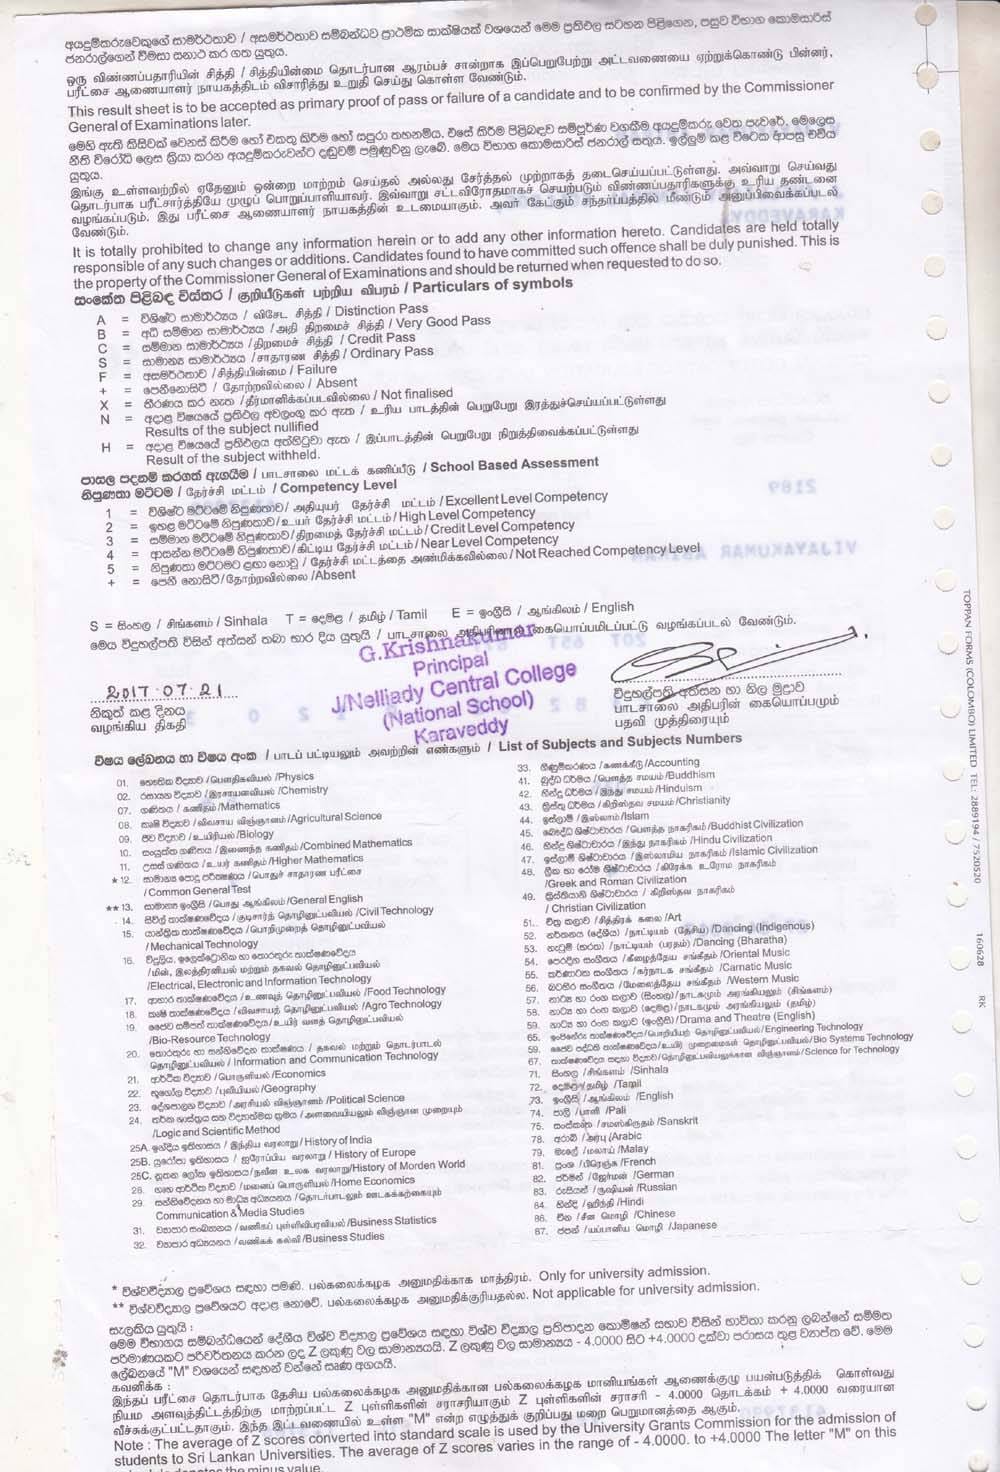 අයදුම්කරුවෙකුගේ සාමර්ථතාව / අසමර්ථතාව සම්බන්ධව ප්‍රාථමික සාක්ෂියක් වශයෙන් මෙම ප්‍රතිඵල සටහන පිළිගෙන, පසුව විභාග කොමසාරිස්
ජනරාල්ගෙන් විමසා සනාථ කර ගත යුතුය.
ஒரு விண்ணப்பதாரியின் சித்தி / சித்தியின்மை தொடர்பான ஆரம்பச் சான்றாக இப்பெறுபேற்று அட்டவணையை ஏற்றுக்கொண்டு பின்னர்,
பரீட்சை ஆணையாளர் நாயகத்திடம் விசாரித்து உறுதி செய்து கொள்ள வேண்டும்.
This result sheet is to be accepted as primary proof of pass or failure of a candidate and to be confirmed by the Commissioner
General of Examinations later.
මෙහි ඇති කිසිවක් වෙනස් කිරීම හෝ එකතු කිරීම හෝ සපුරා තහනම්ය. එසේ කිරීම පිළිබඳව සම්පූර්ණ වගකීම අයදුම්කරු වෙත පැවරේ. මෙලෙස
නීති විරෝධී ලෙස ක්‍රියා කරන අයදුම්කරුවන්ට දඬුවම් පමුණුවනු ලැබේ. මෙය විභාග කොමසාරිස් ජනරාල් සතුය. ඉල්ලුම් කළ විටෙක ආපසු එවිය
යුතුය.
இங்கு உள்ளவற்றில் ஏதேனும் ஒன்றை மாற்றம் செய்தல் அல்லது சேர்த்தல் முற்றாகத் தடைசெய்யப்பட்டுள்ளது. அவ்வாறு செய்வது
தொடர்பாக பரீட்சார்த்தியே முழுப் பொறுப்பாளியாவர். இவ்வாறு சட்டவிரோதமாகச் செயற்படும் விண்ணப்பதாரிகளுக்கு உரிய தண்டனை
வழங்கப்படும். இது பரீட்சை ஆணையாளர் நாயகத்தின் உடமையாகும். அவர் கேட்கும் சந்தர்ப்பத்தில் மீண்டும் அனுப்பிவைக்கப்படல்
வேண்டும்.
It is totally prohibited to change any information herein or to add any other information hereto. Candidates are held totally
responsible of any such changes or additions. Candidates found to have committed such offence shall be duly punished. This is
the property of the Commissioner General of Examinations and should be returned when requested to do so.
සංකේත පිළිබඳ විස්තර / குறியீடுகள் பற்றிய விபரம் / Particulars of symbols
A = විශිෂ්ට සාමාර්ථය / விசேட சித்தி / Distinction Pass
B = අධි සම්මාන සාමාර්ථය / அதி திறமைச் சித்தி / Very Good Pass
C = සම්මාන සාමාර්ථය / திறமைச் சித்தி / Credit Pass
S = සාමාන්‍ය සාමාර්ථය / சாதாரண சித்தி / Ordinary Pass
F = අසමර්ථතාව / சித்தியின்மை / Failure
+ = පෙනීනොසිටී / தோற்றவில்லை / Absent
X = තීරණය කර නැත / தீர்மானிக்கப்படவில்லை / Not finalised
N = අදාළ විෂයයේ ප්‍රතිඵල අවලංගු කර ඇත / உரிய பாடத்தின் பெறுபேறு இரத்துச்செய்யப்பட்டுள்ளது
Results of the subject nullified
H = අදාළ විෂයයේ ප්‍රතිඵලය අත්හිටුවා ඇත / இப்பாடத்தின் பெறுபேறு நிறுத்திவைக்கப்பட்டுள்ளது
Result of the subject withheld.
පාසල පදනම් කරගත් ඇගයීම / பாடசாலை மட்டக் கணிப்பீடு / School Based Assessment
නිපුණතා මට්ටම / தேர்ச்சி மட்டம் / Competency Level
1 = විශිෂ්ට මට්ටමේ නිපුණතාව / அதியுயர் தேர்ச்சி மட்டம் / Excellent Level Competency
2 = ඉහළ මට්ටමේ නිපුණතාව / உயர் தேர்ச்சி மட்டம் / High Level Competency
3 = සම්මාන මට්ටමේ නිපුණතාව / திறமைத் தேர்ச்சி மட்டம் / Credit Level Competency
4 = ආසන්න මට්ටමේ නිපුණතාව / கிட்டிய தேர்ச்சி மட்டம் / Near Level Competency
5 = නිපුණතා මට්ටමට ළඟා නොවූ / தேர்ச்சி மட்டத்தை அண்மிக்கவில்லை / Not Reached Competency Level
+ = පෙනී නොසිටී / தோற்றவில்லை / Absent
S = සිංහල / சிங்களம் / Sinhala T = දෙමළ / தமிழ் / Tamil E = ඉංග්‍රීසි / ஆங்கிலம் / English
මෙය විදුහල්පති විසින් අත්සන් තබා භාර දිය යුතුයි / பாடசாலை அதிபரினால் கையொப்பமிடப்பட்டு வழங்கப்படல் வேண்டும்.
G.Krishnakumar
Principal
J/Nelliady Central College
(National School)
Karaveddy
2017.07.21
නිකුත් කළ දිනය
வழங்கிய திகதி
විදුහල්පති අත්සන හා නිල මුද්‍රාව
பாடசாலை அதிபரின் கையொப்பமும்
பதவி முத்திரையும்
විෂය ලේඛනය හා විෂය අංක / பாடப் பட்டியலும் அவற்றின் எண்களும் / List of Subjects and Subjects Numbers
01. භෞතික විද්‍යාව / பௌதிகவியல் / Physics
02. රසායන විද්‍යාව / இரசாயனவியல் / Chemistry
07. ගණිතය / கணிதம் / Mathematics
08. කෘෂි විද්‍යාව / விவசாய விஞ்ஞானம் / Agricultural Science
09. ජීව විද්‍යාව / உயிரியல் / Biology
10. සංයුක්ත ගණිතය / இணைந்த கணிதம் / Combined Mathematics
11. උසස් ගණිතය / உயர் கணிதம் / Higher Mathematics
* 12. සාමාන්‍ය පොදු පරීක්ෂණය / பொதுச் சாதாரண பரீட்சை
/ Common General Test
** 13. සාමාන්‍ය ඉංග්‍රීසි / பொது ஆங்கிலம் / General English
14. සිවිල් තාක්ෂණවේදය / குடிசார்த் தொழினுட்பவியல் / Civil Technology
15. යාන්ත්‍රික තාක්ෂණවේදය / பொறிமுறைத் தொழினுட்பவியல்
/ Mechanical Technology
16. විදුලිය, ඉලෙක්ට්‍රොනික හා තොරතුරු තාක්ෂණවේදය
/ மின், இலத்திரனியல் மற்றும் தகவல் தொழினுட்பவியல்
/ Electrical, Electronic and Information Technology
17. ආහාර තාක්ෂණවේදය / உணவுத் தொழினுட்பவியல் / Food Technology
18. කෘෂි තාක්ෂණවේදය / விவசாயத் தொழினுட்பவியல் / Agro Technology
19. ජෛව සම්පත් තාක්ෂණවේදය / உயிர் வளத் தொழினுட்பவியல்
/ Bio-Resource Technology
20. තොරතුරු හා සන්නිවේදන තාක්ෂණය / தகவல் மற்றும் தொடர்பாடல்
தொழினுட்பவியல் / Information and Communication Technology
21. ආර්ථික විද්‍යාව / பொருளியல் / Economics
22. භූගෝල විද්‍යාව / புவியியல் / Geography
23. දේශපාලන විද්‍යාව / அரசியல் விஞ்ஞானம் / Political Science
24. තර්ක ශාස්ත්‍රය සහ විද්‍යාත්මක ක්‍රමය / அளவையியலும் விஞ்ஞான முறையும்
/ Logic and Scientific Method
25A. ඉන්දීය ඉතිහාසය / இந்திய வரலாறு / History of India
25B. යුරෝපා ඉතිහාසය / ஐரோப்பிய வரலாறு / History of Europe
25C. නූතන ලෝක ඉතිහාසය / நவீன உலக வரலாறு / History of Morden World
28. ගෘහ ආර්ථික විද්‍යාව / மனைப் பொருளியல் / Home Economics
29. සන්නිවේදනය හා මාධ්‍ය අධ්‍යයනය / தொடர்பாடலும் ஊடகக்கற்கையும்
Communication & Media Studies
31. ව්‍යාපාර සංඛ්‍යානය / வணிகப் புள்ளிவிபரவியல் / Business Statistics
32. ව්‍යාපාර අධ්‍යයනය / வணிகக் கல்வி / Business Studies
33. ගිණුම්කරණය / கணக்கீடு / Accounting
41. බුද්ධ ධර්මය / பௌத்த சமயம் / Buddhism
42. හින්දු ධර්මය / இந்து சமயம் / Hinduism
43. ක්‍රිස්තු ධර්මය / கிறிஸ்தவ சமயம் / Christianity
44. ඉස්ලාම් / இஸ்லாம் / Islam
45. බෞද්ධ ශිෂ්ටාචාරය / பௌத்த நாகரிகம் / Buddhist Civilization
46. හින්දු ශිෂ්ටාචාරය / இந்து நாகரிகம் / Hindu Civilization
47. ඉස්ලාම් ශිෂ්ටාචාරය / இஸ்லாமிய நாகரிகம் / Islamic Civilization
48. ග්‍රීක හා රෝම ශිෂ්ටාචාරය / கிரேக்க உரோம நாகரிகம்
/ Greek and Roman Civilization
49. ක්‍රිස්තියානි ශිෂ්ටාචාරය / கிறிஸ்தவ நாகரிகம்
/ Christian Civilization
51. චිත්‍ර කලාව / சித்திரக் கலை / Art
52. නර්තනය (දේශීය) / நாட்டியம் (தேசிய) / Dancing (Indigenous)
53. නැටුම් (භරත) / நாட்டியம் (பரதம்) / Dancing (Bharatha)
54. පෙරදිග සංගීතය / கீழைத்தேய சங்கீதம் / Oriental Music
55. කර්ණාටක සංගීතය / கர்நாடக சங்கீதம் / Carnatic Music
56. බටහිර සංගීතය / மேலைத்தேய சங்கீதம் / Western Music
57. නාට්‍ය හා රංග කලාව (සිංහල) / நாடகமும் அரங்கியலும் (சிங்களம்)
58. නාට්‍ය හා රංග කලාව (දෙමළ) / நாடகமும் அரங்கியலும் (தமிழ்)
59. නාට්‍ය හා රංග කලාව (ඉංග්‍රීසි) / Drama and Theatre (English)
65. ඉංජිනේරු තාක්ෂණවේදය / பொறியியற் தொழினுட்பவியல் / Engineering Technology
ජෛව පද්ධති තාක්ෂණවේදය / உயிர் முறைமைகள் தொழினுட்பவியல் / Bio Systems Technology
67. තාක්ෂණවේදය සඳහා විද්‍යාව / தொழினுட்பவியலுக்கான விஞ்ஞானம் / Science for Technology
71. සිංහල / சிங்களம் / Sinhala
72. දෙමළ / தமிழ் / Tamil
73. ඉංග්‍රීසි / ஆங்கிலம் / English
74. පාලි / பாளி / Pali
75. සංස්කෘත / சமஸ்கிருதம் / Sanskrit
78. අරාබි / அரபு / Arabic
79. මැලේ / மலாய் / Malay
81. ප්‍රංශ / பிரெஞ்சு / French
82. ජර්මන් / ஜேர்மன் / German
83. රුසියන් / ருஷியன் / Russian
84. හින්දි / ஹிந்தி / Hindi
86. චීන / சீன மொழி / Chinese
87. ජපන් / யப்பானிய மொழி / Japanese
* විශ්වවිද්‍යාල ප්‍රවේශය සඳහා පමණි. பல்கலைக்கழக அனுமதிக்காக மாத்திரம். Only for university admission.
** විශ්වවිද්‍යාල ප්‍රවේශයට අදාළ නොවේ. பல்கலைக்கழக அனுமதிக்குரியதல்ல. Not applicable for university admission.
සැලකිය යුතුයි :
මෙම විභාගය සම්බන්ධයෙන් දේශීය විශ්ව විද්‍යාල ප්‍රවේශය සඳහා විශ්ව විද්‍යාල ප්‍රතිපාදන කොමිෂන් සභාව විසින් භාවිතා කරනු ලබන්නේ සම්මත
පරිමාණයකට පරිවර්තනය කරන ලද Z ලකුණු වල සාමාන්‍යයයි. Z ලකුණු වල සාමාන්‍යය - 4.0000 සිට +4.0000 දක්වා පරාසය තුළ ව්‍යාප්ත වේ. මෙම
ලේඛනයේ "M" වශයෙන් සඳහන් වන්නේ සෘණ අගයයි.
கவனிக்க :
இந்தப் பரீட்சை தொடர்பாக தேசிய பல்கலைக்கழக அனுமதிக்கான பல்கலைக்கழக மானியங்கள் ஆணைக்குழு பயன்படுத்திக் கொள்வது
நியம அளவுத்திட்டத்திற்கு மாற்றப்பட்ட Z புள்ளிகளின் சராசரியாகும் Z புள்ளிகளின் சராசரி - 4.0000 தொடக்கம் + 4.0000 வரையான
வீச்சுக்குட்பட்டதாகும். இந்த இட்டவணையில் உள்ள "M" என்ற எழுத்துக் குறிப்பது மறை பெறுமானத்தை ஆகும்.
Note : The average of Z scores converted into standard scale is used by the University Grants Commission for the admission of
students to Sri Lankan Universities. The average of Z scores varies in the range of - 4.0000. to +4.0000 The letter "M" on this
denotes the minus value.
TOPPAN FORMS (COLOMBO) LIMITED TEL: 2889194 / 7520520 160628 RK